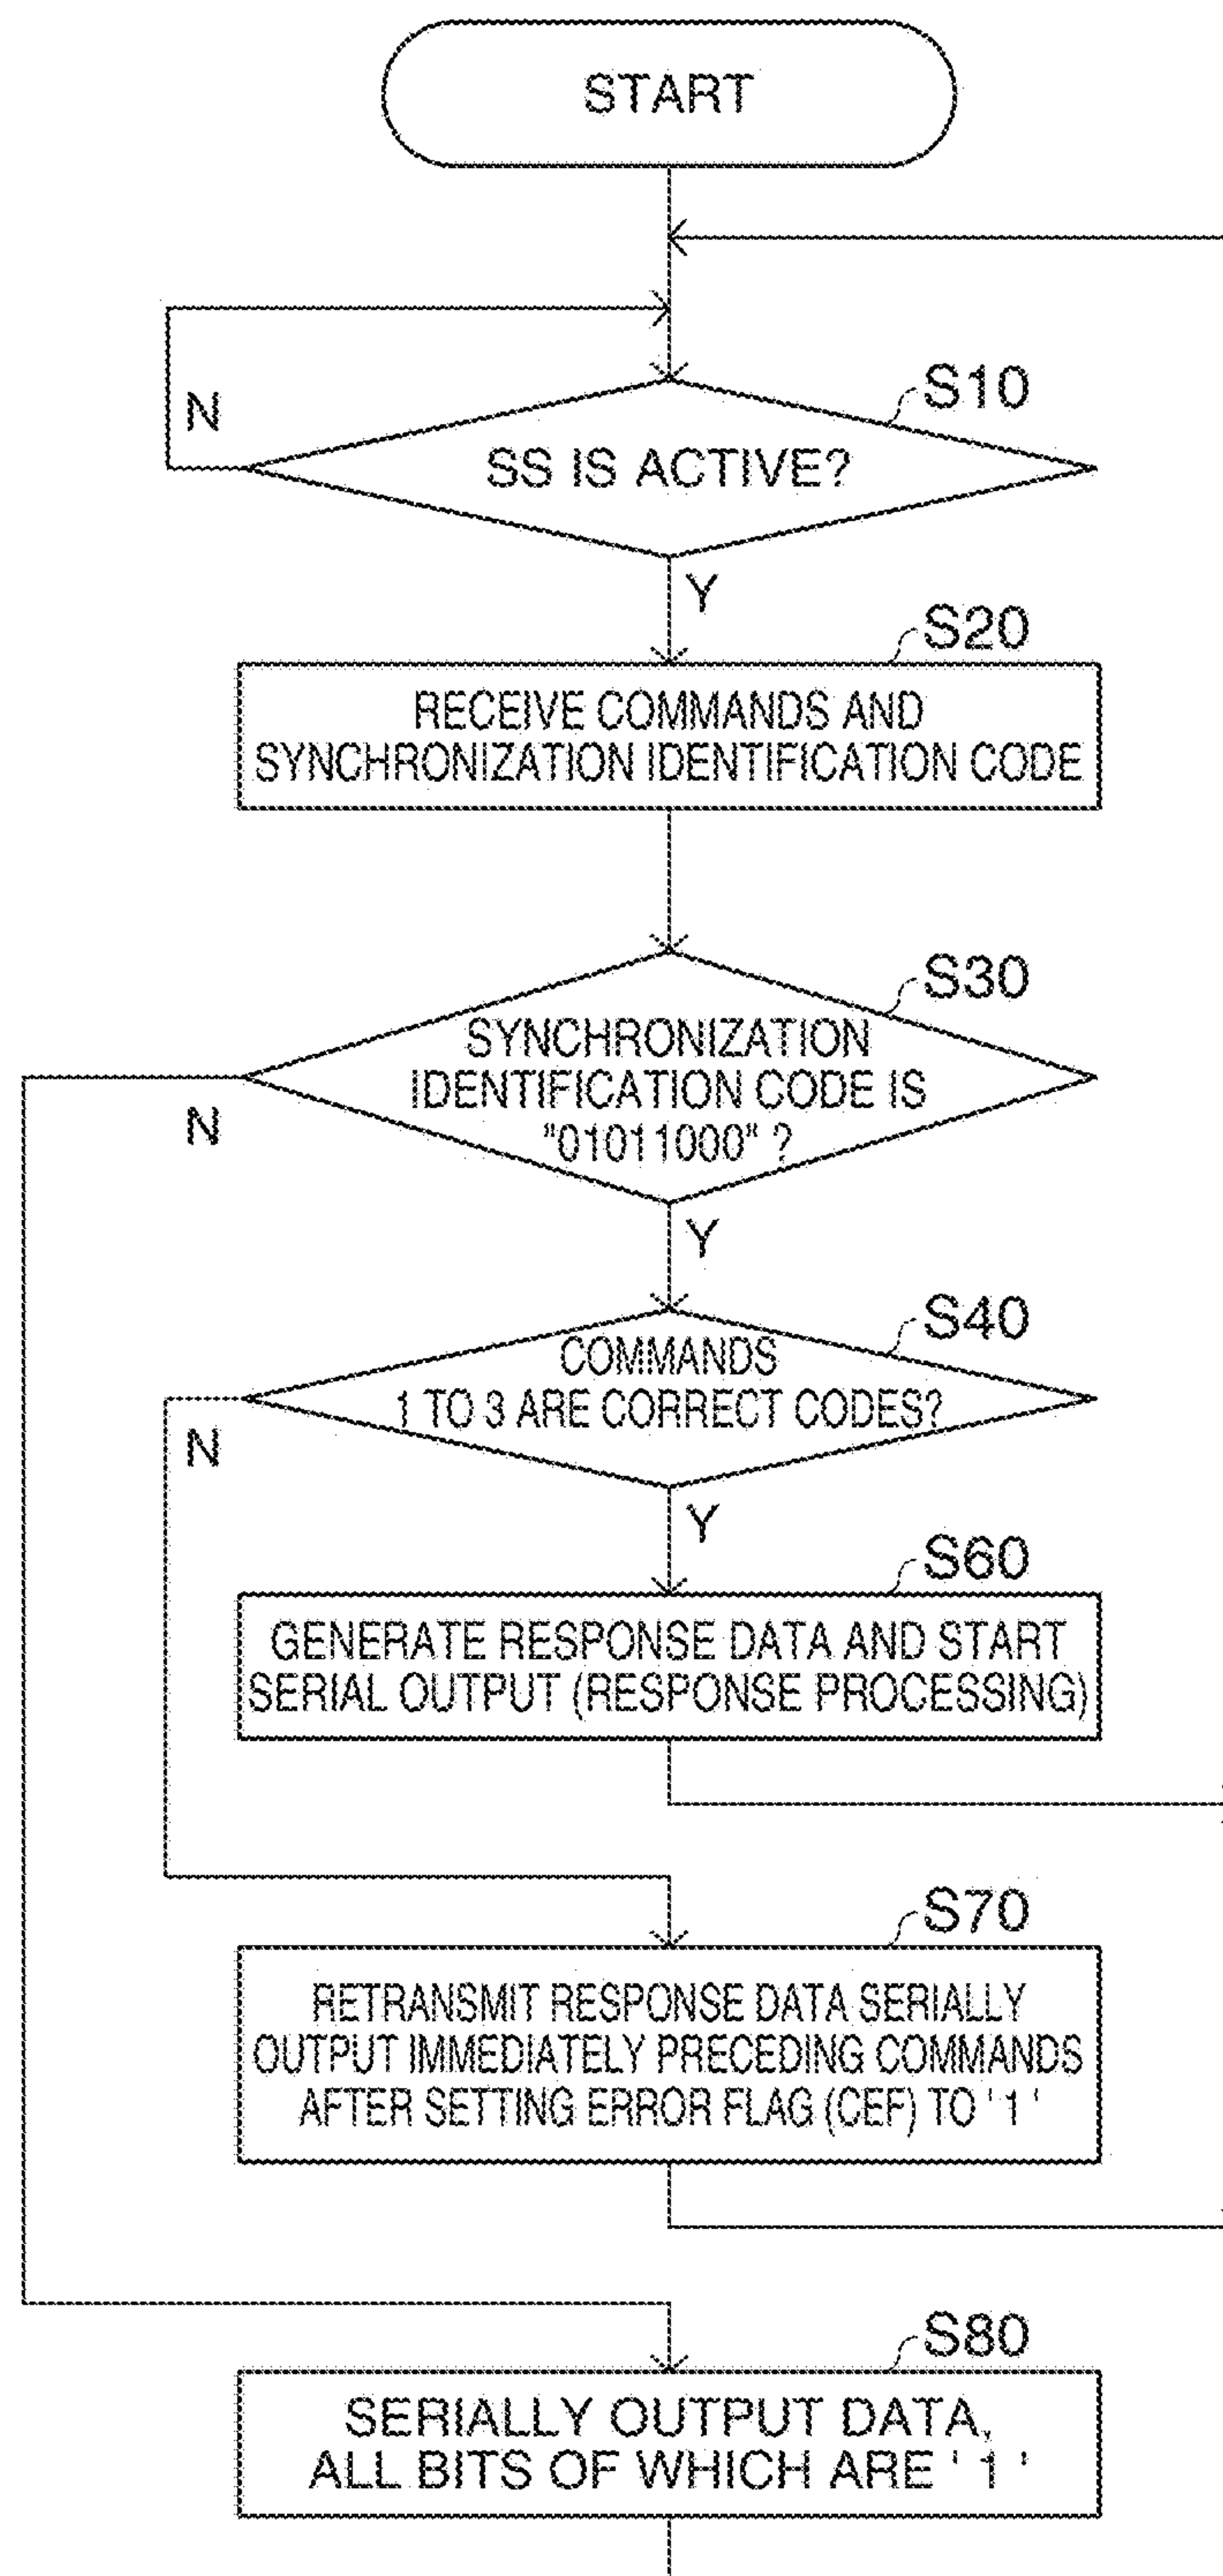 START
S10
N
SS IS ACTIVE?
Y
S20
RECEIVE COMMANDS AND
SYNCHRONIZATION IDENTIFICATION CODE
S30
SYNCHRONIZATION
IDENTIFICATION CODE IS
"01011000" ?
N
Y
S40
COMMANDS
1 TO 3 ARE CORRECT CODES?
N
Y
S60
GENERATE RESPONSE DATA AND START
SERIAL OUTPUT (RESPONSE PROCESSING)
S70
RETRANSMIT RESPONSE DATA SERIALLY
OUTPUT IMMEDIATELY PRECEDING COMMANDS
AFTER SETTING ERROR FLAG (CEF) TO ' 1 '
S80
SERIALLY OUTPUT DATA,
ALL BITS OF WHICH ARE ' 1 '